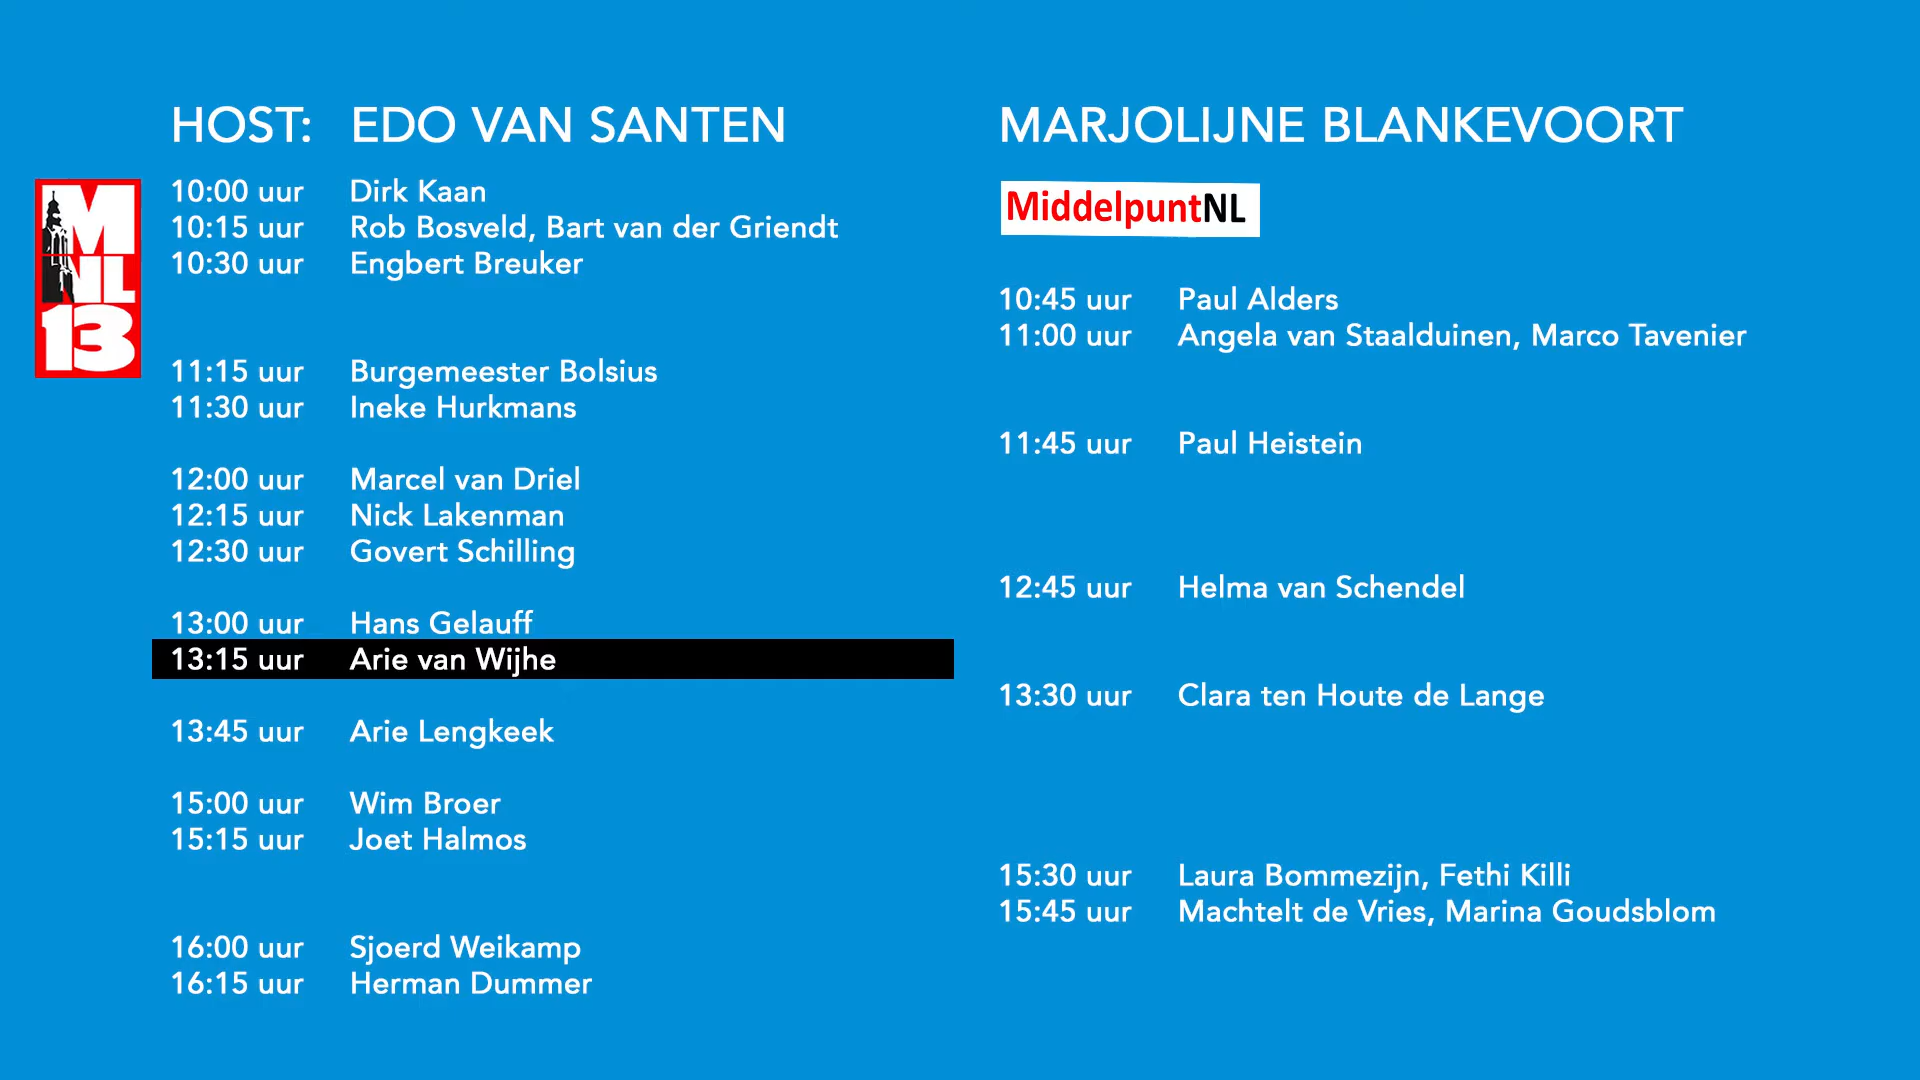 HOST: EDO VAN SANTEN
10:00 uur Dirk Kaan
10:15 uur Rob Bosveld, Bart van der Griendt
10:30 uur Engbert Breuker
11:15 uur Burgemeester Bolsius
11:30 uur Ineke Hurkmans
12:00 uur Marcel van Driel
12:15 uur Nick Lakenman
12:30 uur Govert Schilling
13:00 uur Hans Gelauff
13:15 uur Arie van Wijhe
13:45 uur Arie Lengkeek
15:00 uur Wim Broer
15:15 uur Joet Halmos
16:00 uur Sjoerd Weikamp
16:15 uur Herman Dummer
M
NL
13
MARJOLIJNE BLANKEVOORT
MiddelpuntNL
10:45 uur Paul Alders
11:00 uur Angela van Staalduinen, Marco Tavenier
11:45 uur Paul Heistein
12:45 uur Helma van Schendel
13:30 uur Clara ten Houte de Lange
15:30 uur Laura Bommezijn, Fethi Killi
15:45 uur Machtelt de Vries, Marina Goudsblom